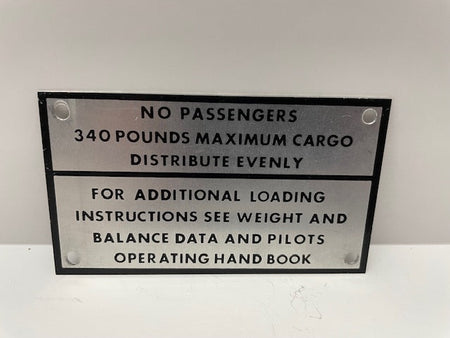 NO PASSENGERS
340 POUNDS MAXIMUM CARGO
DISTRIBUTE EVENLY
FOR ADDITIONAL LOADING
INSTRUCTIONS SEE WEIGHT AND
BALANCE DATA AND PILOTS
OPERATING HAND BOOK